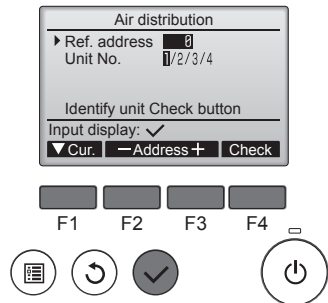 Air distribution
Ref. address 0
Unit No. 1/2/3/4
Identify unit Check button
Input display: ✓
▼ Cur. − Address + Check
F1 F2 F3 F4